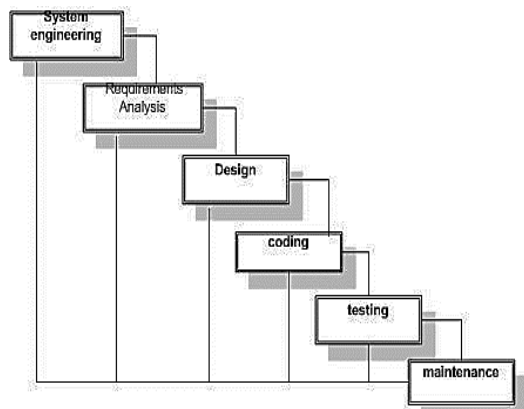 System
engineering
Requirements
Analysis
Design
coding
testing
maintenance